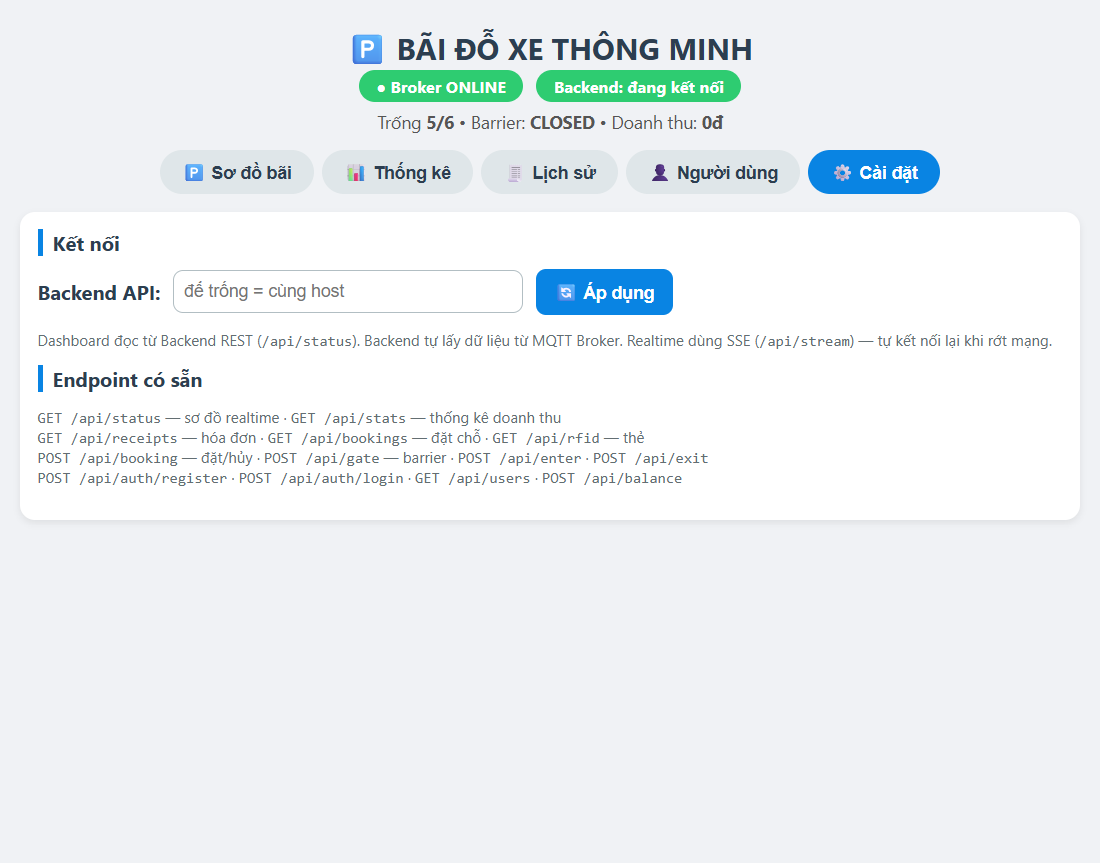 P BÃI ĐỖ XE THÔNG MINH
● Broker ONLINE Backend: đang kết nối
Trống 5/6 • Barrier: CLOSED • Doanh thu: 0đ
P Sơ đồ bãi Thống kê Lịch sử Người dùng Cài đặt
Kết nối
Backend API: để trống = cùng host Áp dụng
Dashboard đọc từ Backend REST (/api/status). Backend tự lấy dữ liệu từ MQTT Broker. Realtime dùng SSE (/api/stream) — tự kết nối lại khi rớt mạng.
Endpoint có sẵn
GET /api/status — sơ đồ realtime · GET /api/stats — thống kê doanh thu
GET /api/receipts — hóa đơn · GET /api/bookings — đặt chỗ · GET /api/rfid — thẻ
POST /api/booking — đặt/hủy · POST /api/gate — barrier · POST /api/enter · POST /api/exit
POST /api/auth/register · POST /api/auth/login · GET /api/users · POST /api/balance